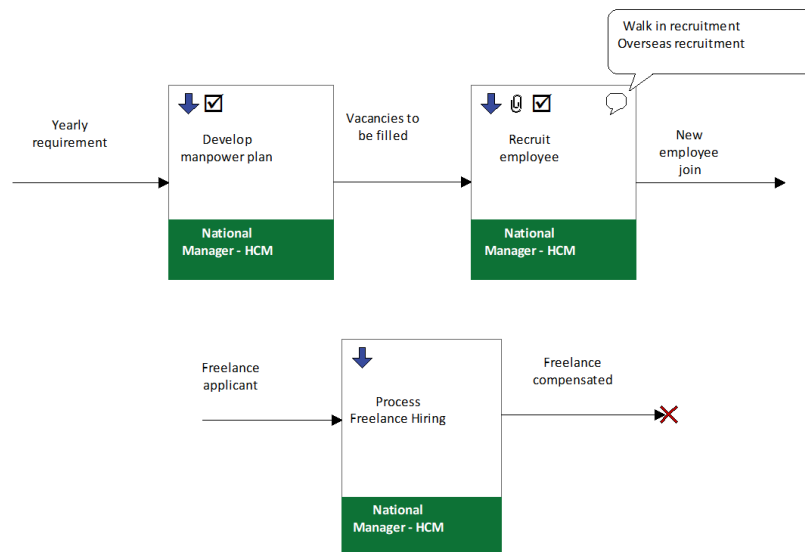 Walk in recruitment
Overseas recruitment
Yearly
requirement
Develop
manpower plan
National
Manager - HCM
Vacancies to
be filled
Recruit
employee
National
Manager - HCM
New
employee
join
Freelance
applicant
Process
Freelance Hiring
National
Manager - HCM
Freelance
compensated